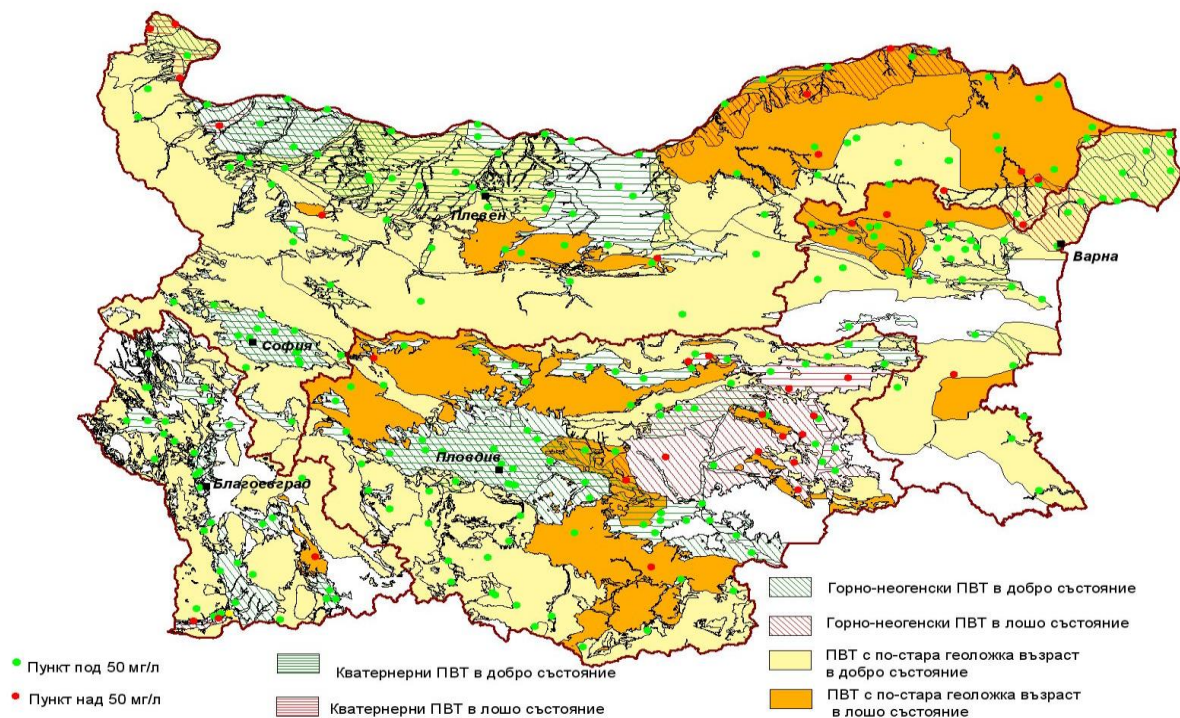 Плевен
Варна
София
Пловдив
Благоевград
Пункт под 50 мг/л
Пункт над 50 мг/л
Кватернерни ПВТ в добро състояние
Кватернерни ПВТ в лошо състояние
Горно-неогенски ПВТ в добро състояние
Горно-неогенски ПВТ в лошо състояние
ПВТ с по-стара геоложка възраст
в добро състояние
ПВТ с по-стара геоложка възраст
в лошо състояние